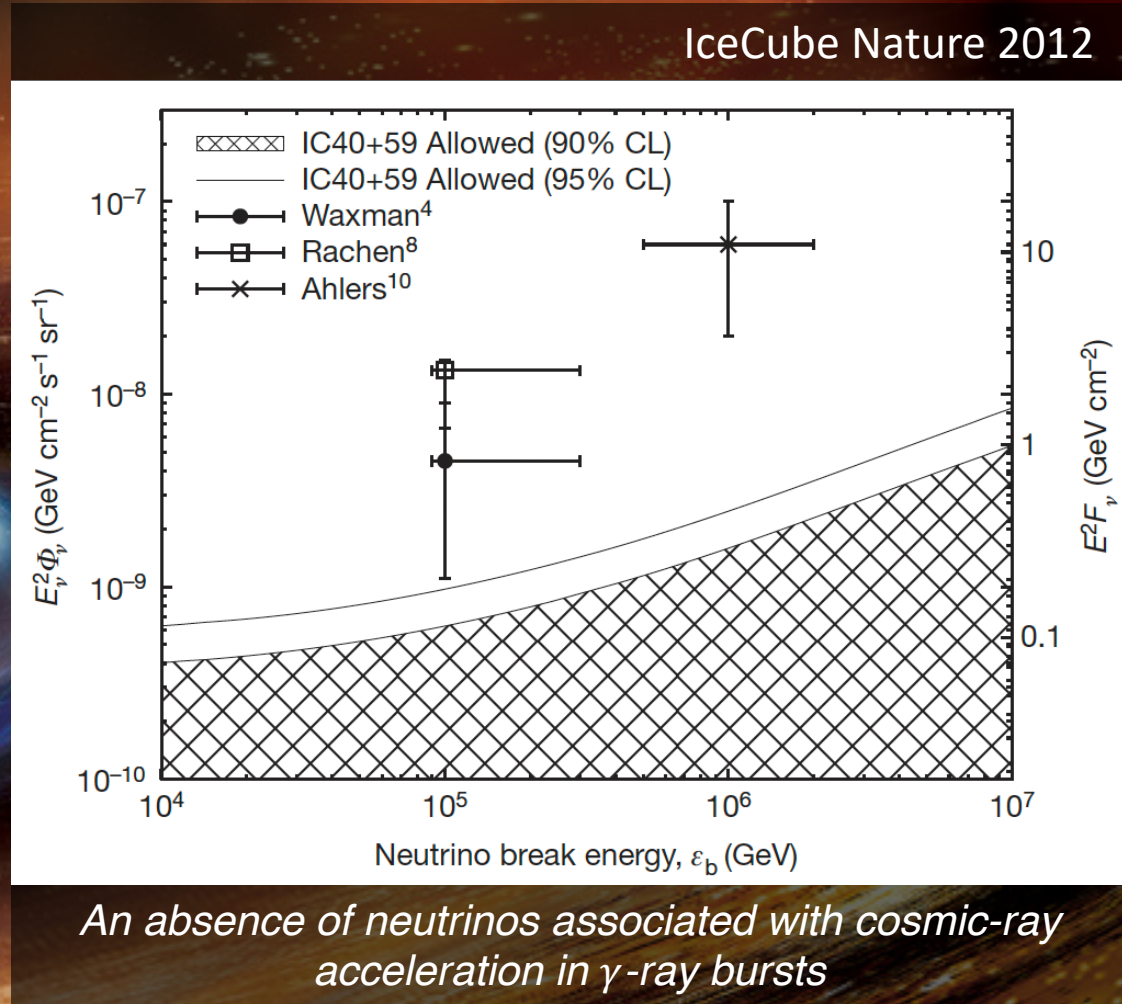 IceCube Nature 2012
IC40+59 Allowed (90% CL)
IC40+59 Allowed (95% CL)
Waxman⁴
Rachen⁸
Ahlers¹⁰
10⁻⁷
10⁻⁸
10⁻⁹
10⁻¹⁰
E²ᵥΦᵥ (GeV cm⁻² s⁻¹ sr⁻¹)
10
1
0.1
E²Fᵥ (GeV cm⁻²)
10⁴
10⁵
10⁶
10⁷
Neutrino break energy, εb (GeV)
An absence of neutrinos associated with cosmic-ray
acceleration in γ-ray bursts